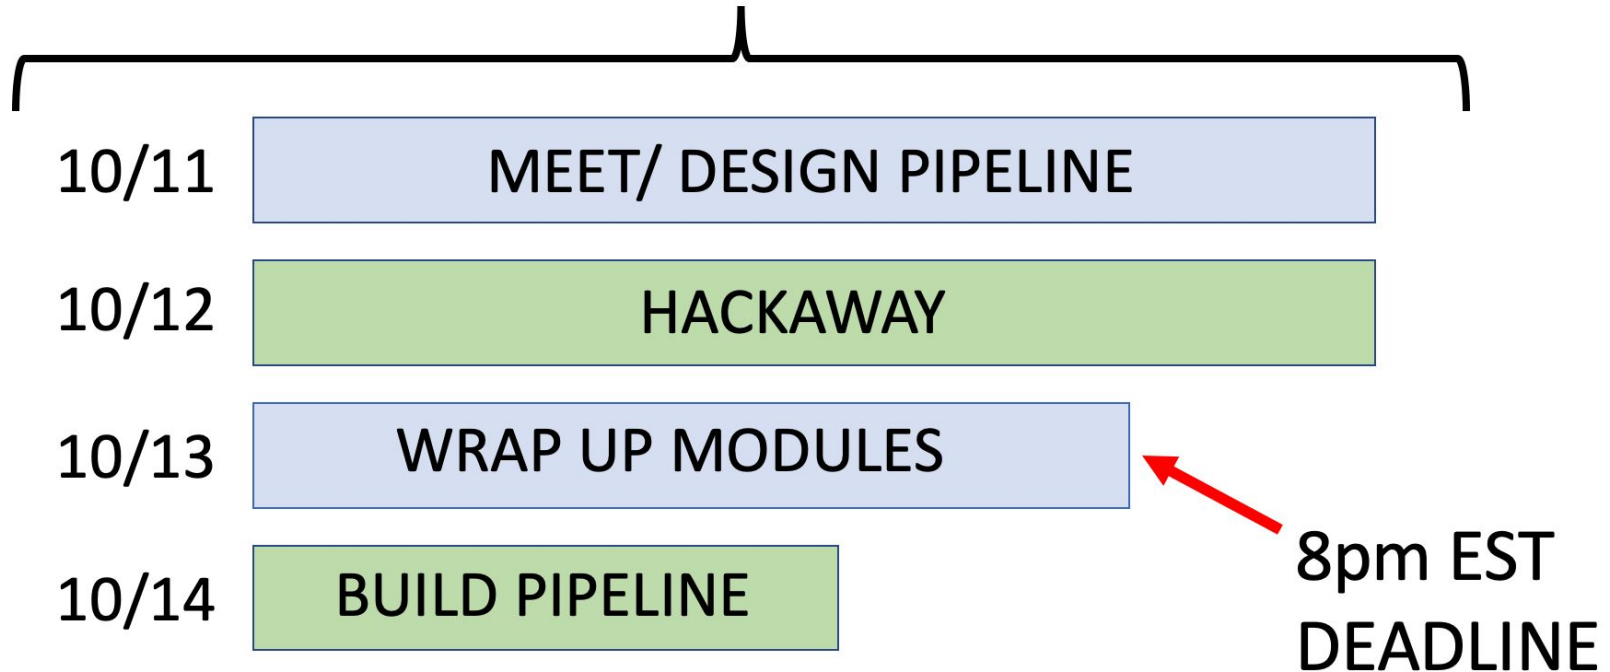 10/11 MEET/ DESIGN PIPELINE
10/12 HACKAWAY
10/13 WRAP UP MODULES
10/14 BUILD PIPELINE
8pm EST
DEADLINE